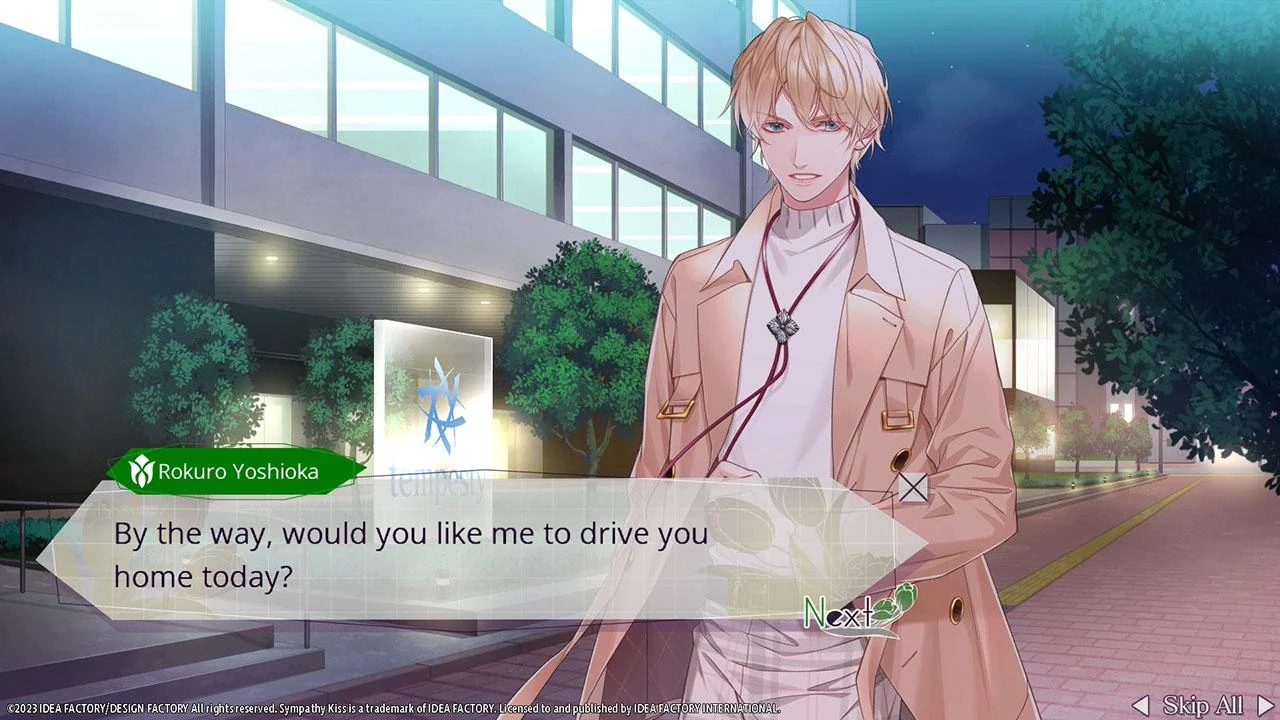 tempesty
Rokuro Yoshioka
By the way, would you like me to drive you
home today?
Next
Skip All
©2023 IDEA FACTORY/DESIGN FACTORY All rights reserved. Sympathy Kiss is a trademark of IDEA FACTORY. Licensed to and published by IDEA FACTORY INTERNATIONAL.